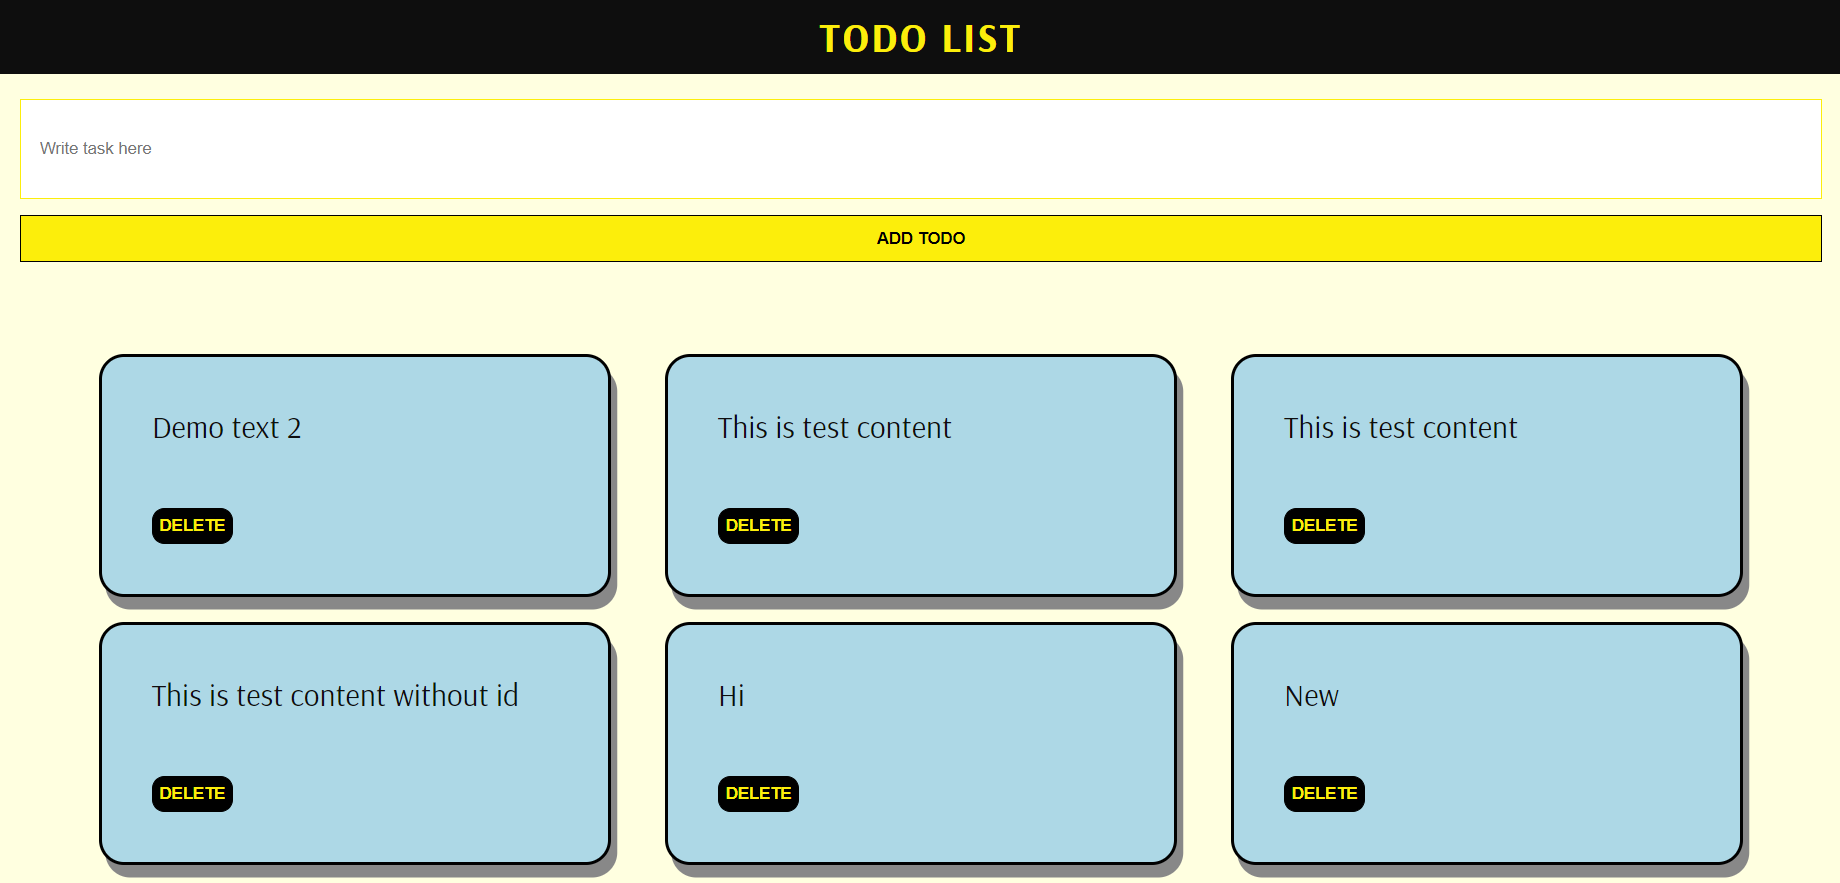 TODO LIST
Write task here
ADD TODO
Demo text 2
This is test content
This is test content
DELETE
DELETE
DELETE
This is test content without id
Hi
New
DELETE
DELETE
DELETE